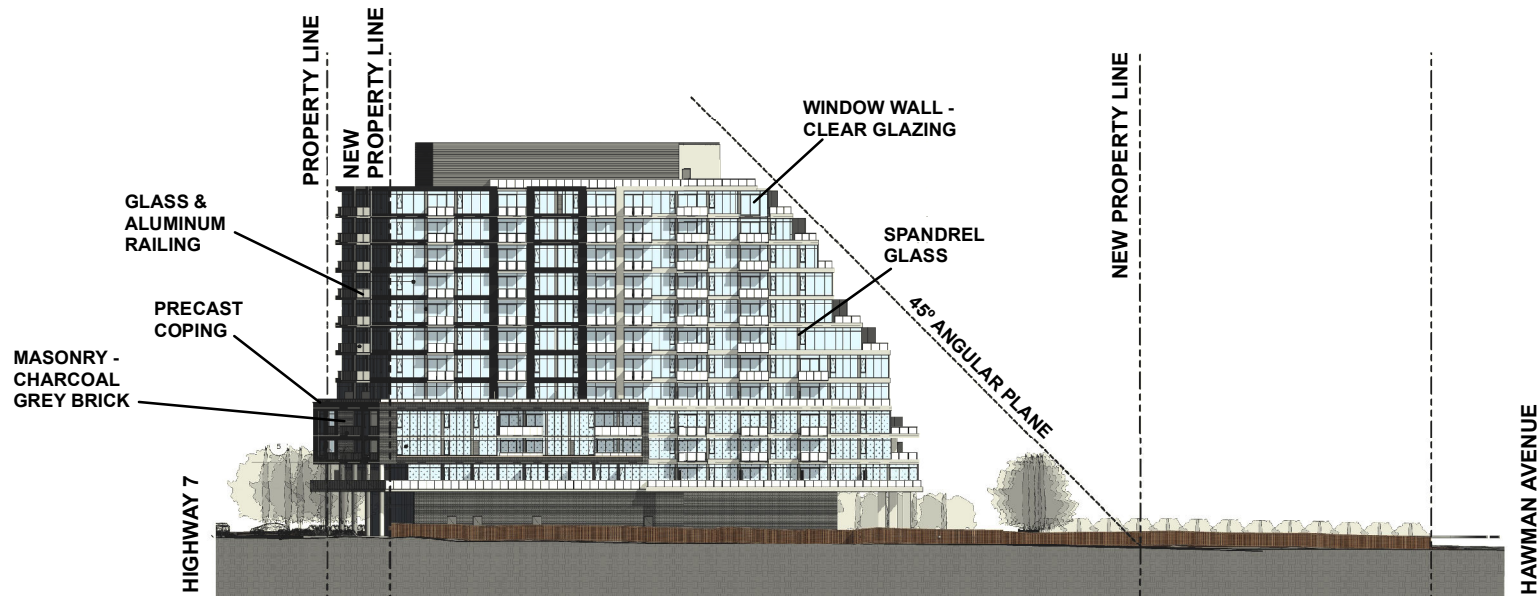 PROPERTY LINE
NEW
PROPERTY LINE
WINDOW WALL -
CLEAR GLAZING
NEW PROPERTY LINE
GLASS &
ALUMINUM
RAILING
SPANDREL
GLASS
PRECAST
COPING
45º ANGULAR PLANE
MASONRY -
CHARCOAL
GREY BRICK
HIGHWAY 7
HAWMAN AVENUE